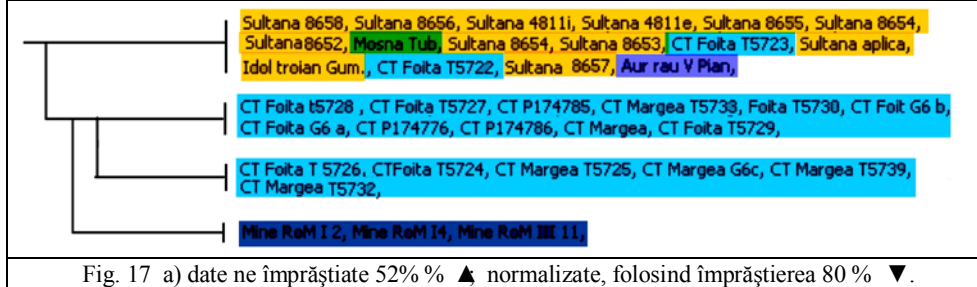 Sultana 8658, Sultana 8656, Sultana 4811i, Sultana 4811e, Sultana 8655, Sultana 8654,
Sultana8652, Mosna Tub, Sultana 8654, Sultana 8653, CT Foita T5723, Sultana aplica,
Idol troian Gum., CT Foita T5722, Sultana 8657, Aur rau V Pian,
CT Foita t5728 , CT Foita T5727, CT P174785, CT Margea T5733, Foita T5730, CT Foit G6 b,
CT Foita G6 a, CT P174776, CT P174786, CT Margea, CT Foita T5729,
CT Foita T 5726, CTFoita T5724, CT Margea T5725, CT Margea G6c, CT Margea T5739,
CT Margea T5732,
Mine RoM I 2, Mine RoM I4, Mine RoM III 11,
Fig. 17 a) date ne împrăştiate 52% % ▲; normalizate, folosind împrăştierea 80 % ▼.